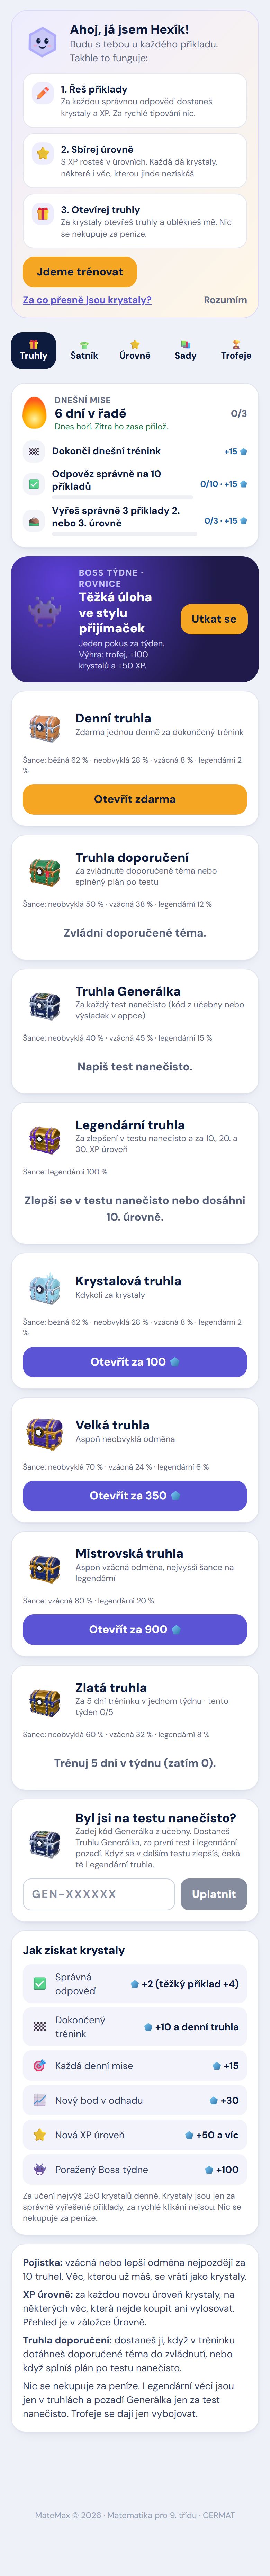 Ahoj, já jsem Hexík!
Budu s tebou u každého příkladu.
Takhle to funguje:
1. Řeš příklady
Za každou správnou odpověď dostaneš
krystaly a XP. Za rychlé tipování nic.
2. Sbírej úrovně
S XP rosteš v úrovních. Každá dá krystaly,
některé i věc, kterou jinde nezískáš.
3. Otevírej truhly
Za krystaly otevřeš truhly a oblékneš mě. Nic
se nekupuje za peníze.
Jdeme trénovat
Za co přesně jsou krystaly?
Rozumím
Truhly
Šatník
Úrovně
Sady
Trofeje
DNEŠNÍ MISE
6 dní v řadě
0/3
Dnes hoří. Zítra ho zase přilož.
Dokonči dnešní trénink
+15
Odpověz správně na 10
příkladů
0/10 · +15
Vyřeš správně 3 příklady 2.
nebo 3. úrovně
0/3 · +15
BOSS TÝDNE ·
ROVNICE
Těžká úloha
ve stylu
přijímaček
Jeden pokus za týden.
Výhra: trofej, +100
krystalů a +50 XP.
Utkat se
Denní truhla
Zdarma jednou denně za dokončený trénink
Šance: běžná 62 % · neobvyklá 28 % · vzácná 8 % · legendární 2
%
Otevřít zdarma
Truhla doporučení
Za zvládnuté doporučené téma nebo
splněný plán po testu
Šance: neobvyklá 50 % · vzácná 38 % · legendární 12 %
Zvládni doporučené téma.
Truhla Generálka
Za každý test nanečisto (kód z učebny nebo
výsledek v appce)
Šance: neobvyklá 40 % · vzácná 45 % · legendární 15 %
Napiš test nanečisto.
Legendární truhla
Za zlepšení v testu nanečisto a za 10., 20. a
30. XP úroveň
Šance: legendární 100 %
Zlepši se v testu nanečisto nebo dosáhni
10. úrovně.
Krystalová truhla
Kdykoli za krystaly
Šance: běžná 62 % · neobvyklá 28 % · vzácná 8 % · legendární 2
%
Otevřít za 100
Velká truhla
Aspoň neobvyklá odměna
Šance: neobvyklá 70 % · vzácná 24 % · legendární 6 %
Otevřít za 350
Mistrovská truhla
Aspoň vzácná odměna, nejvyšší šance na
legendární
Šance: vzácná 80 % · legendární 20 %
Otevřít za 900
Zlatá truhla
Za 5 dní tréninku v jednom týdnu · tento
týden 0/5
Šance: neobvyklá 60 % · vzácná 32 % · legendární 8 %
Trénuj 5 dní v týdnu (zatím 0).
Byl jsi na testu nanečisto?
Zadej kód Generálka z učebny. Dostaneš
Truhlu Generálka, za první test i legendární
pozadí. Když se v dalším testu zlepšíš, čeká
tě Legendární truhla.
GEN-XXXXXX
Uplatnit
Jak získat krystaly
Správná
odpověď
+2 (těžký příklad +4)
Dokončený
trénink
+10 a denní truhla
Každá denní mise
+15
Nový bod v odhadu
+30
Nová XP úroveň
+50 a víc
Poražený Boss týdne
+100
Za učení nejvýš 250 krystalů denně. Krystaly jsou jen za
správně vyřešené příklady, za rychlé klikání nejsou. Nic se
nekupuje za peníze.
Pojistka: vzácná nebo lepší odměna nejpozději za
10 truhel. Věc, kterou už máš, se vrátí jako krystaly.
XP úrovně: za každou novou úroveň krystaly, na
některých věc, která nejde koupit ani vylosovat.
Přehled je v záložce Úrovně.
Truhla doporučení: dostaneš ji, když v tréninku
dotáhneš doporučené téma do zvládnutí, nebo
když splníš plán po testu nanečisto.
Nic se nekupuje za peníze. Legendární věci jsou
jen v truhlách a pozadí Generálka jen za test
nanečisto. Trofeje se dají jen vybojovat.
MateMax © 2026 · Matematika pro 9. třídu · CERMAT